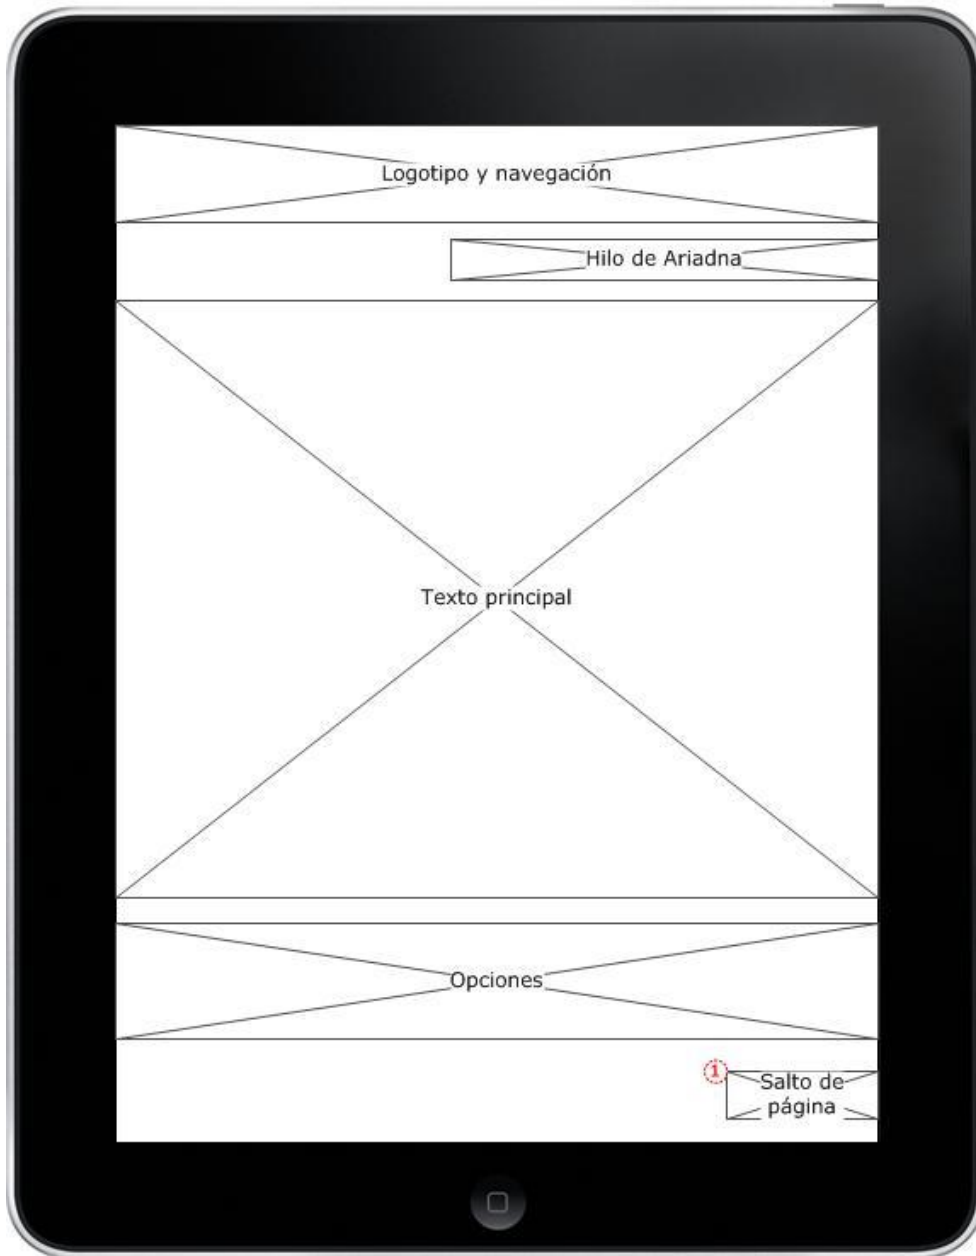 Logotipo y navegación
Hilo de Ariadna
Texto principal
Opciones
1
Salto de
página